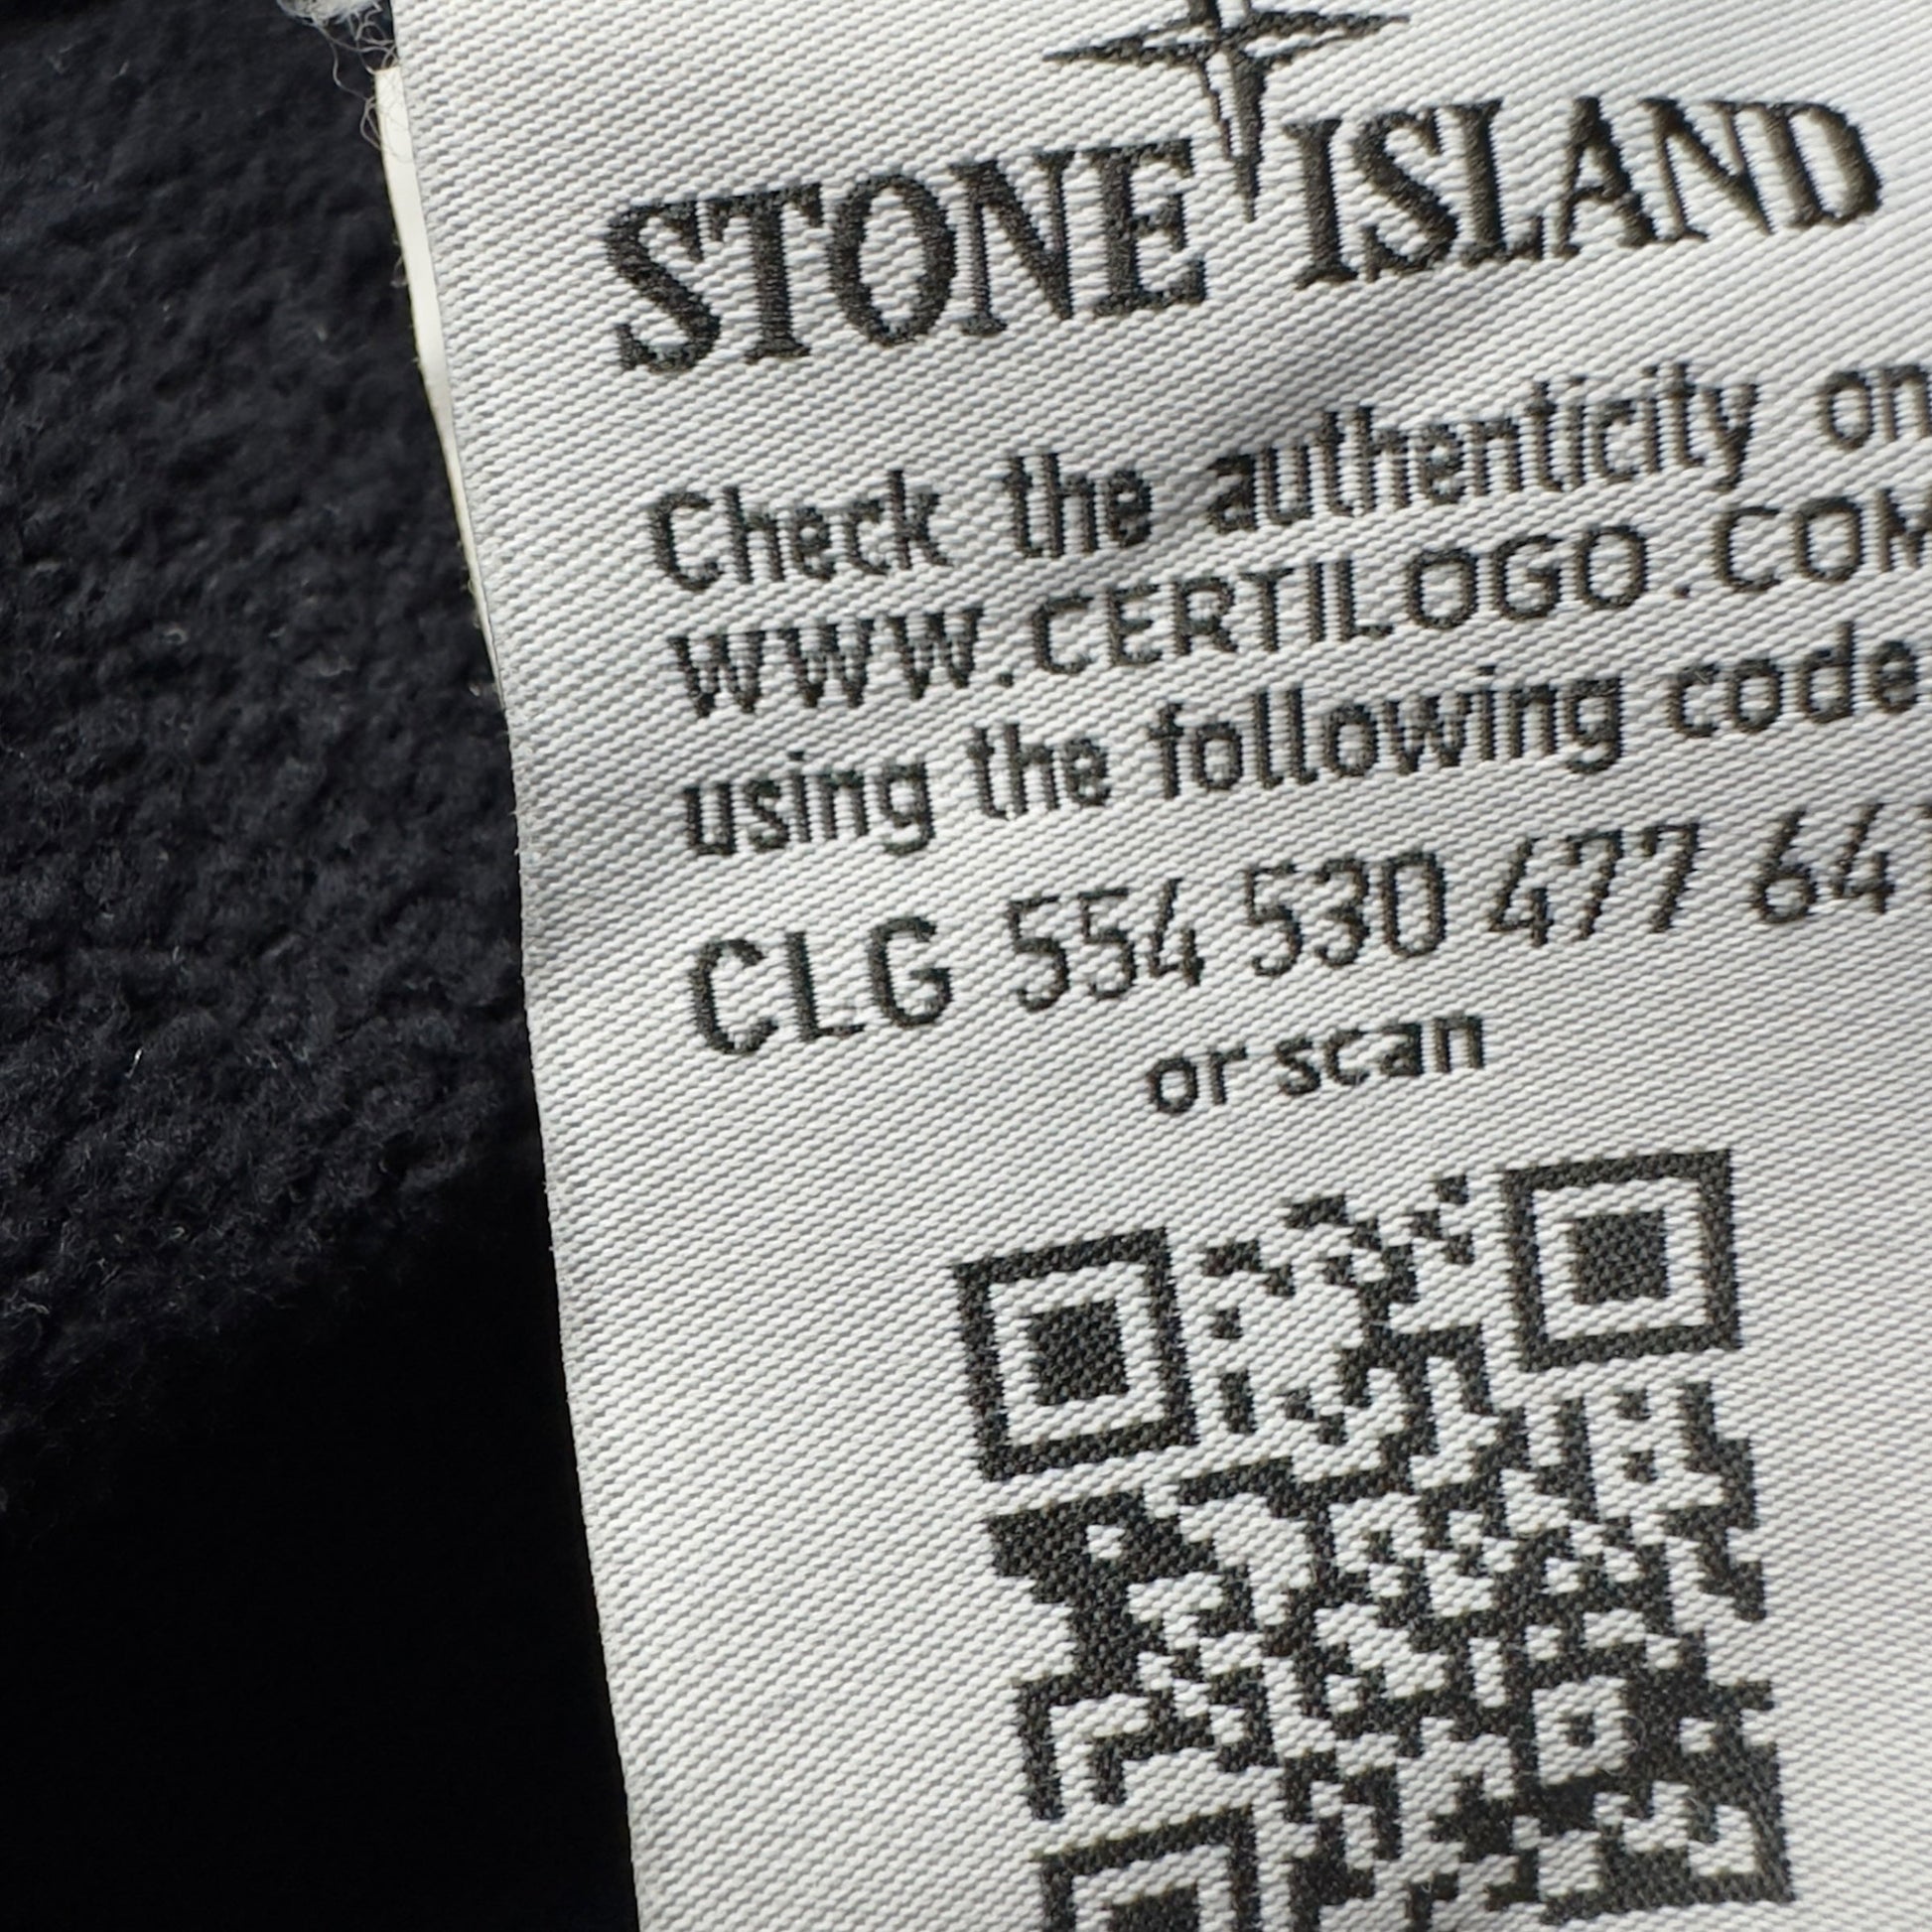 STONE ISLAND
Check the authenticity on
WWW.CERTILOGO.COM
using the following code
CLG 554 530 477 64
or scan